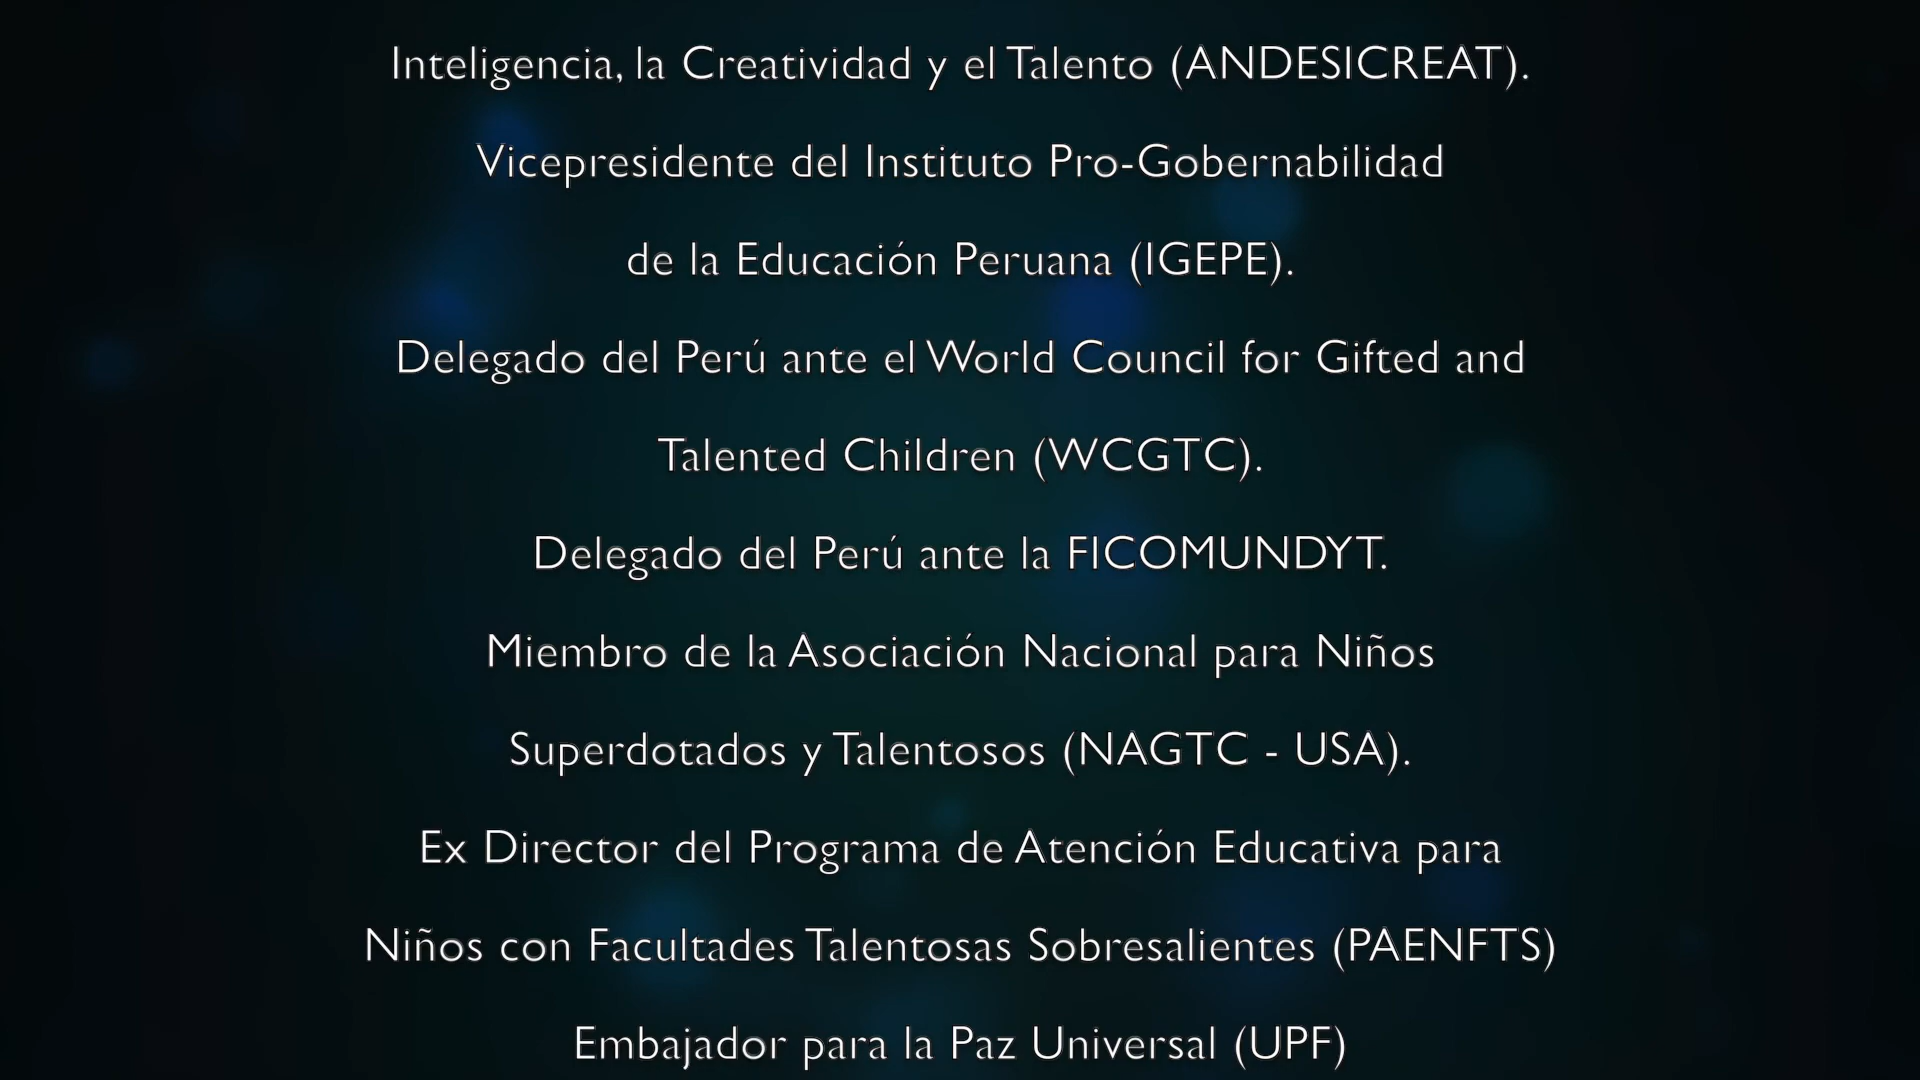 Inteligencia, la Creatividad y el Talento (ANDESICREAT).
Vicepresidente del Instituto Pro-Gobernabilidad
de la Educación Peruana (IGEPE).
Delegado del Perú ante el World Council for Gifted and
Talented Children (WCGTC).
Delegado del Perú ante la FICOMUNDYT.
Miembro de la Asociación Nacional para Niños
Superdotados y Talentosos (NAGTC - USA).
Ex Director del Programa de Atención Educativa para
Niños con Facultades Talentosas Sobresalientes (PAENFTS)
Embajador para la Paz Universal (UPF)